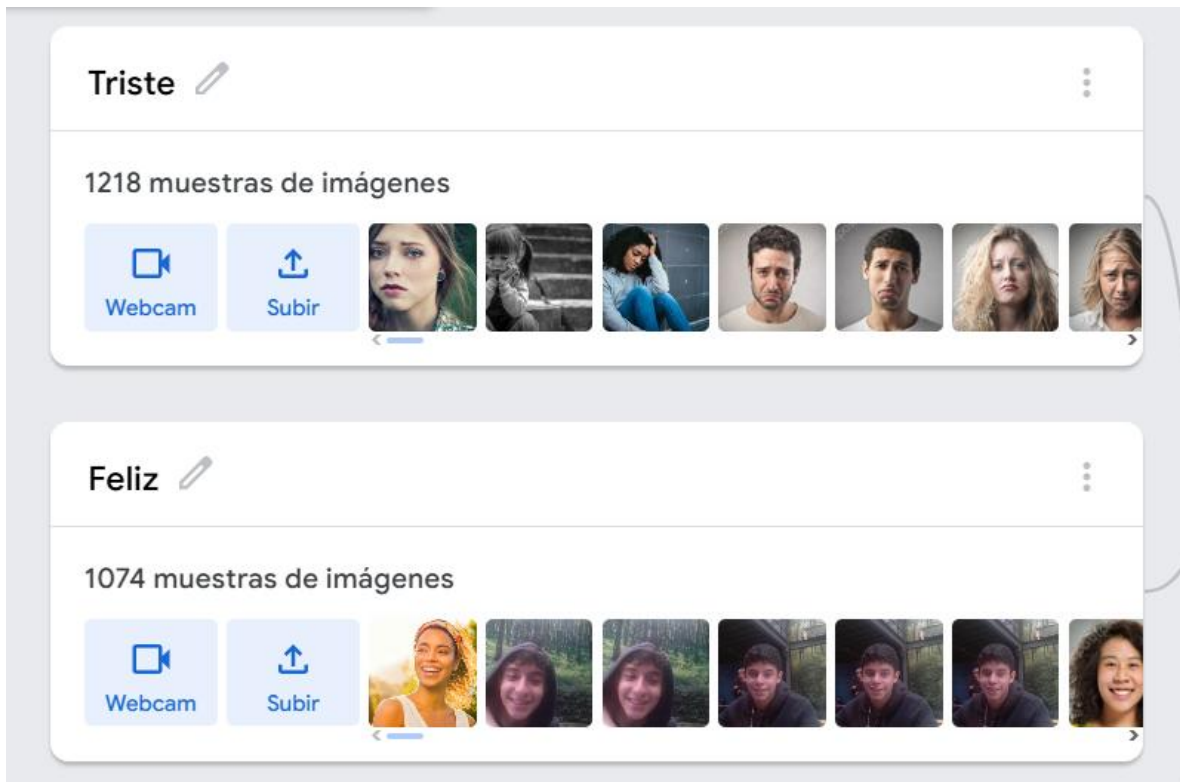 Triste
1218 muestras de imágenes
Webcam
Subir
Feliz
1074 muestras de imágenes
Webcam
Subir